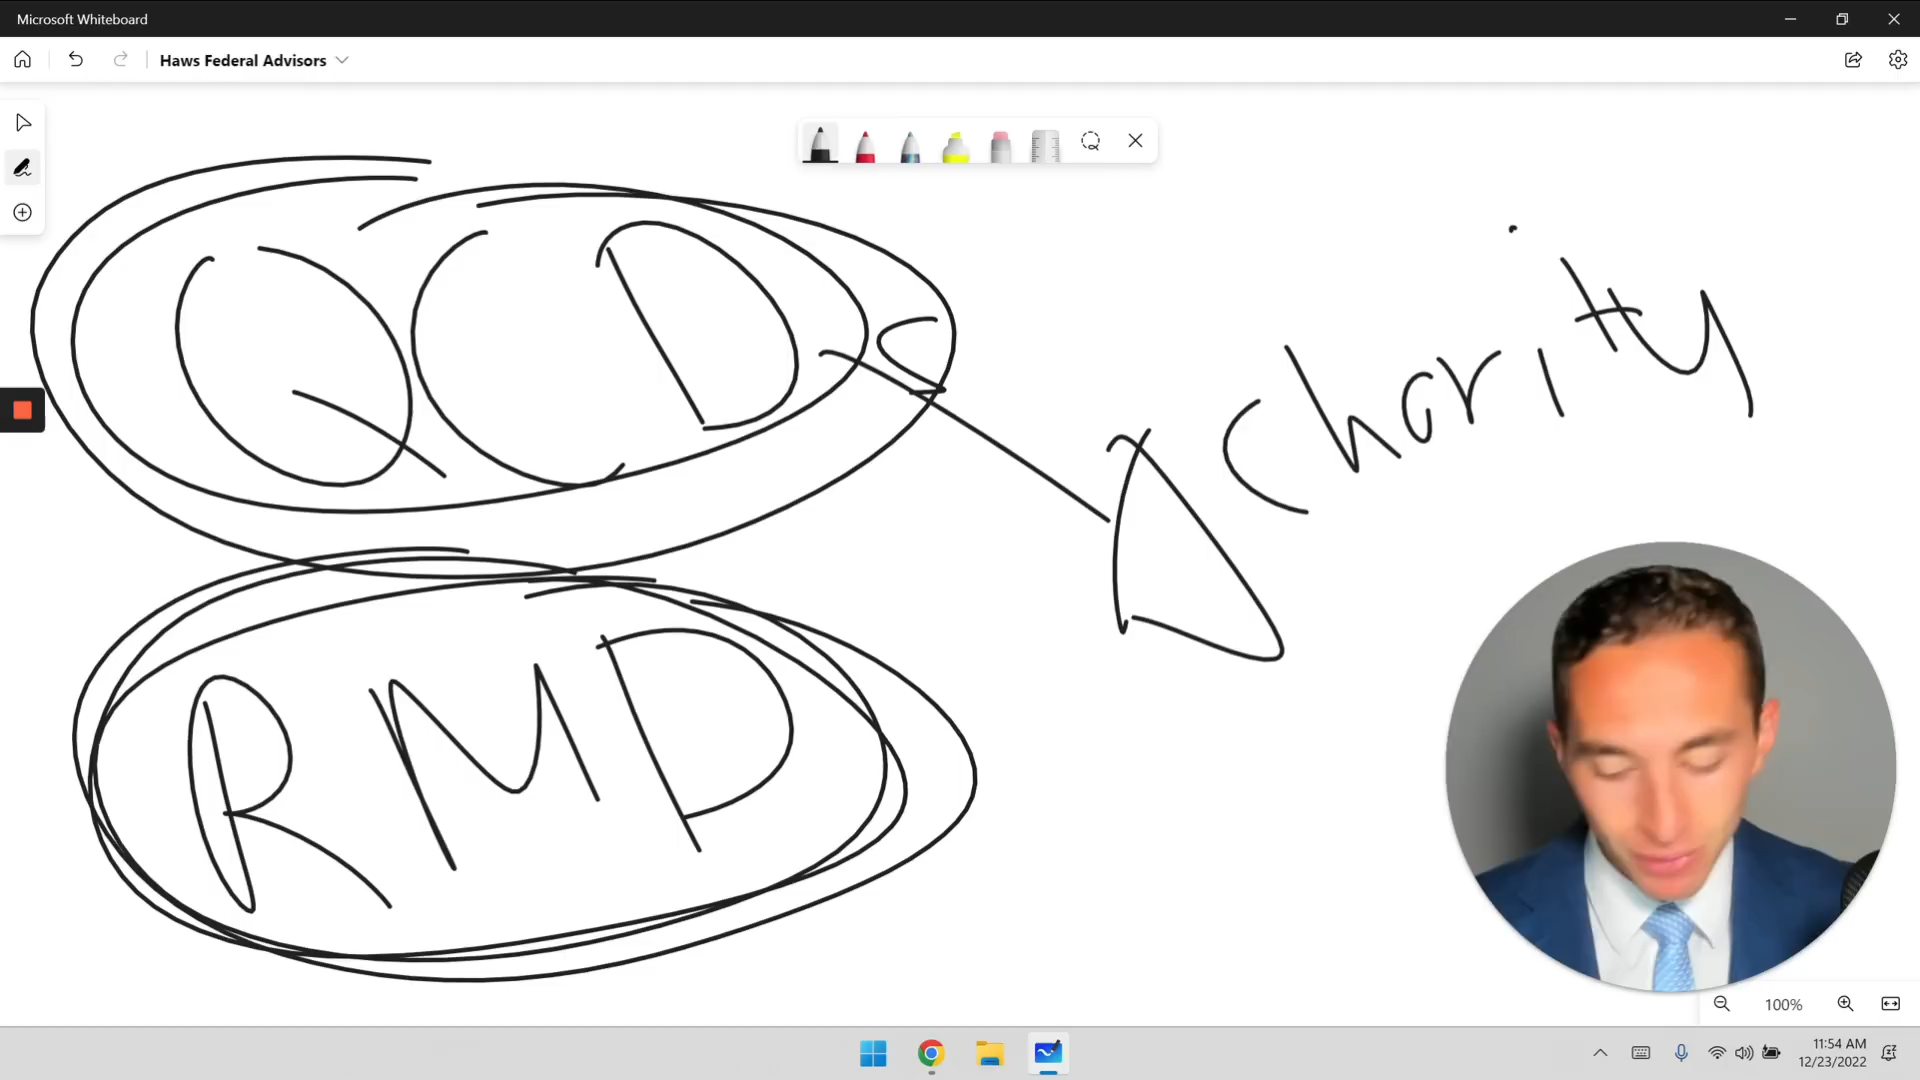 Microsoft Whiteboard
Haws Federal Advisors
QCD
charity
RMD
100%
11:54 AM
12/23/2022